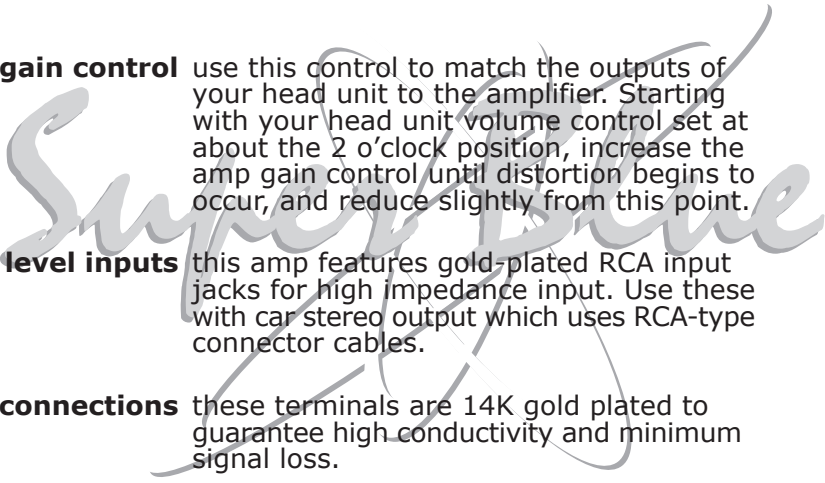 gain control use this control to match the outputs of
your head unit to the amplifier. Starting
with your head unit volume control set at
about the 2 o'clock position, increase the
amp gain control until distortion begins to
occur, and reduce slightly from this point.
level inputs this amp features gold-plated RCA input
jacks for high impedance input. Use these
with car stereo output which uses RCA-type
connector cables.
connections these terminals are 14K gold plated to
guarantee high conductivity and minimum
signal loss.
Super Blue